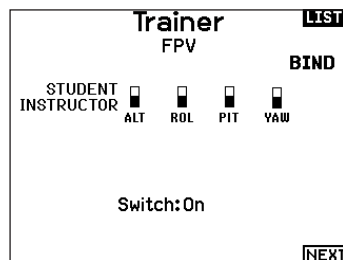 Trainer
LIST
FPV
BIND
STUDENT
INSTRUCTOR
ALT ROL PIT YAW
Switch:On
NEXT